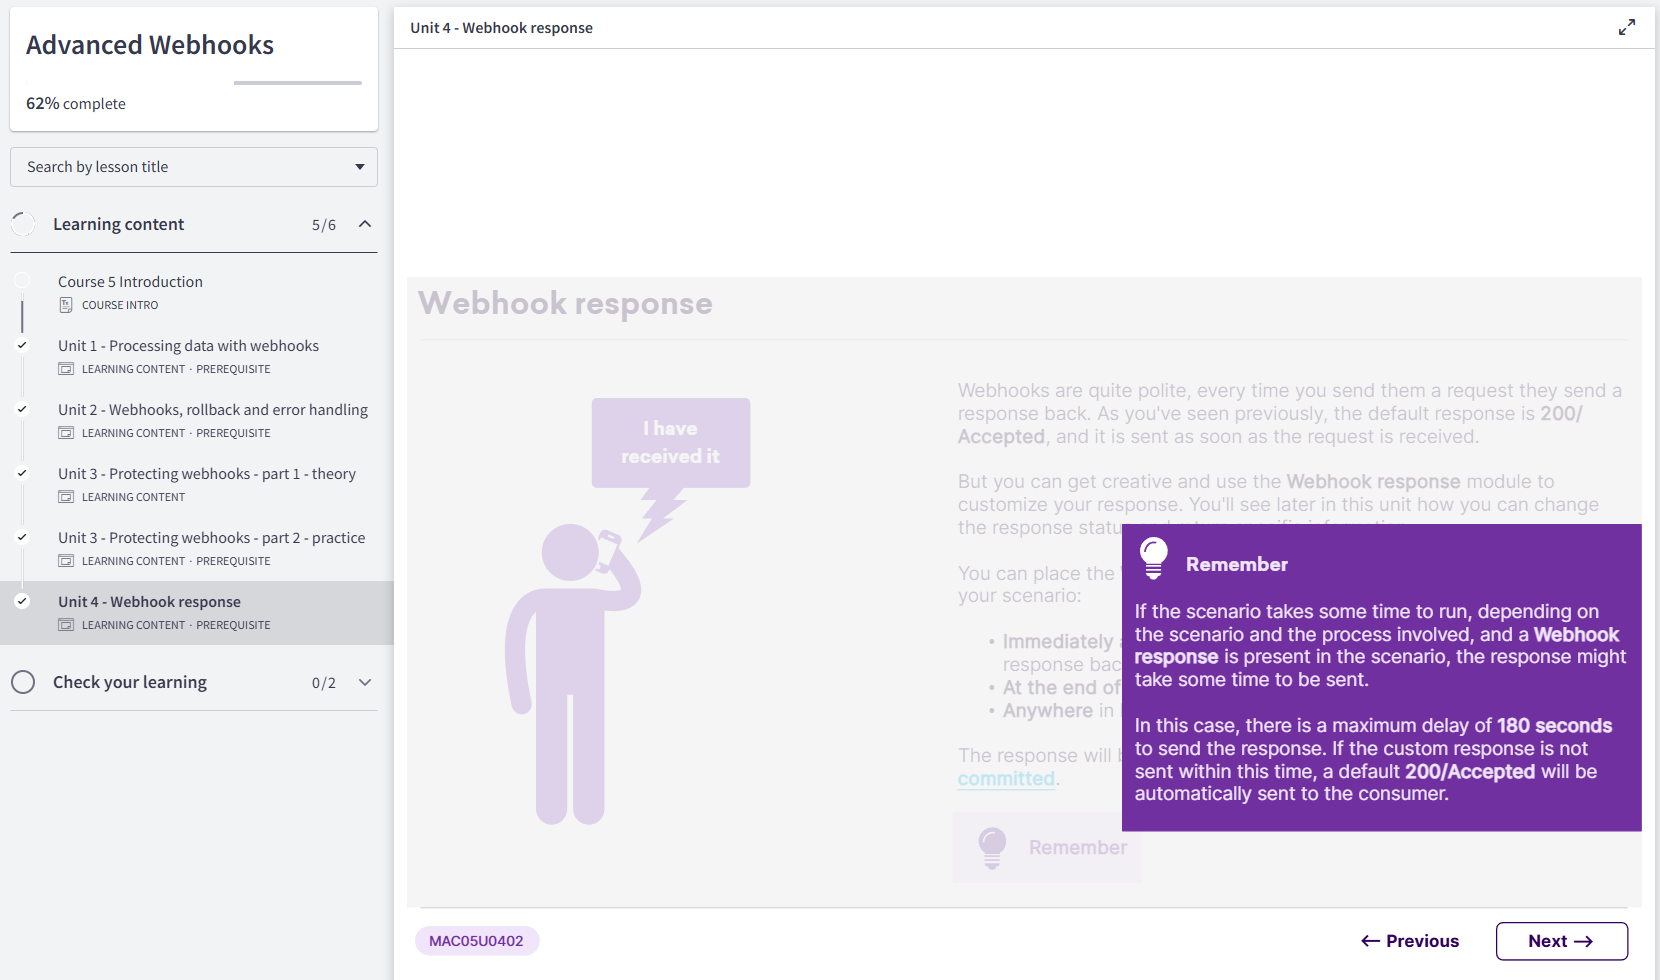 Advanced Webhooks
62% complete
Search by lesson title
Learning content 5/6
Course 5 Introduction
COURSE INTRO
Unit 1 - Processing data with webhooks
LEARNING CONTENT · PREREQUISITE
Unit 2 - Webhooks, rollback and error handling
LEARNING CONTENT · PREREQUISITE
Unit 3 - Protecting webhooks - part 1 - theory
LEARNING CONTENT
Unit 3 - Protecting webhooks - part 2 - practice
LEARNING CONTENT · PREREQUISITE
Unit 4 - Webhook response
LEARNING CONTENT · PREREQUISITE
Check your learning 0/2
Unit 4 - Webhook response
Webhook response
I have
received it
Webhooks are quite polite, every time you send them a request they send a
response back. As you've seen previously, the default response is 200/
Accepted, and it is sent as soon as the request is received.
But you can get creative and use the Webhook response module to
customize your response. You'll see later in this unit how you can change
the response
You can place the
your scenario:
• Immediately
response
• At the end of
• Anywhere in
The response will
committed.
Remember
Remember
If the scenario takes some time to run, depending on
the scenario and the process involved, and a Webhook
response is present in the scenario, the response might
take some time to be sent.
In this case, there is a maximum delay of 180 seconds
to send the response. If the custom response is not
sent within this time, a default 200/Accepted will be
automatically sent to the consumer.
MAC05U0402
← Previous
Next →